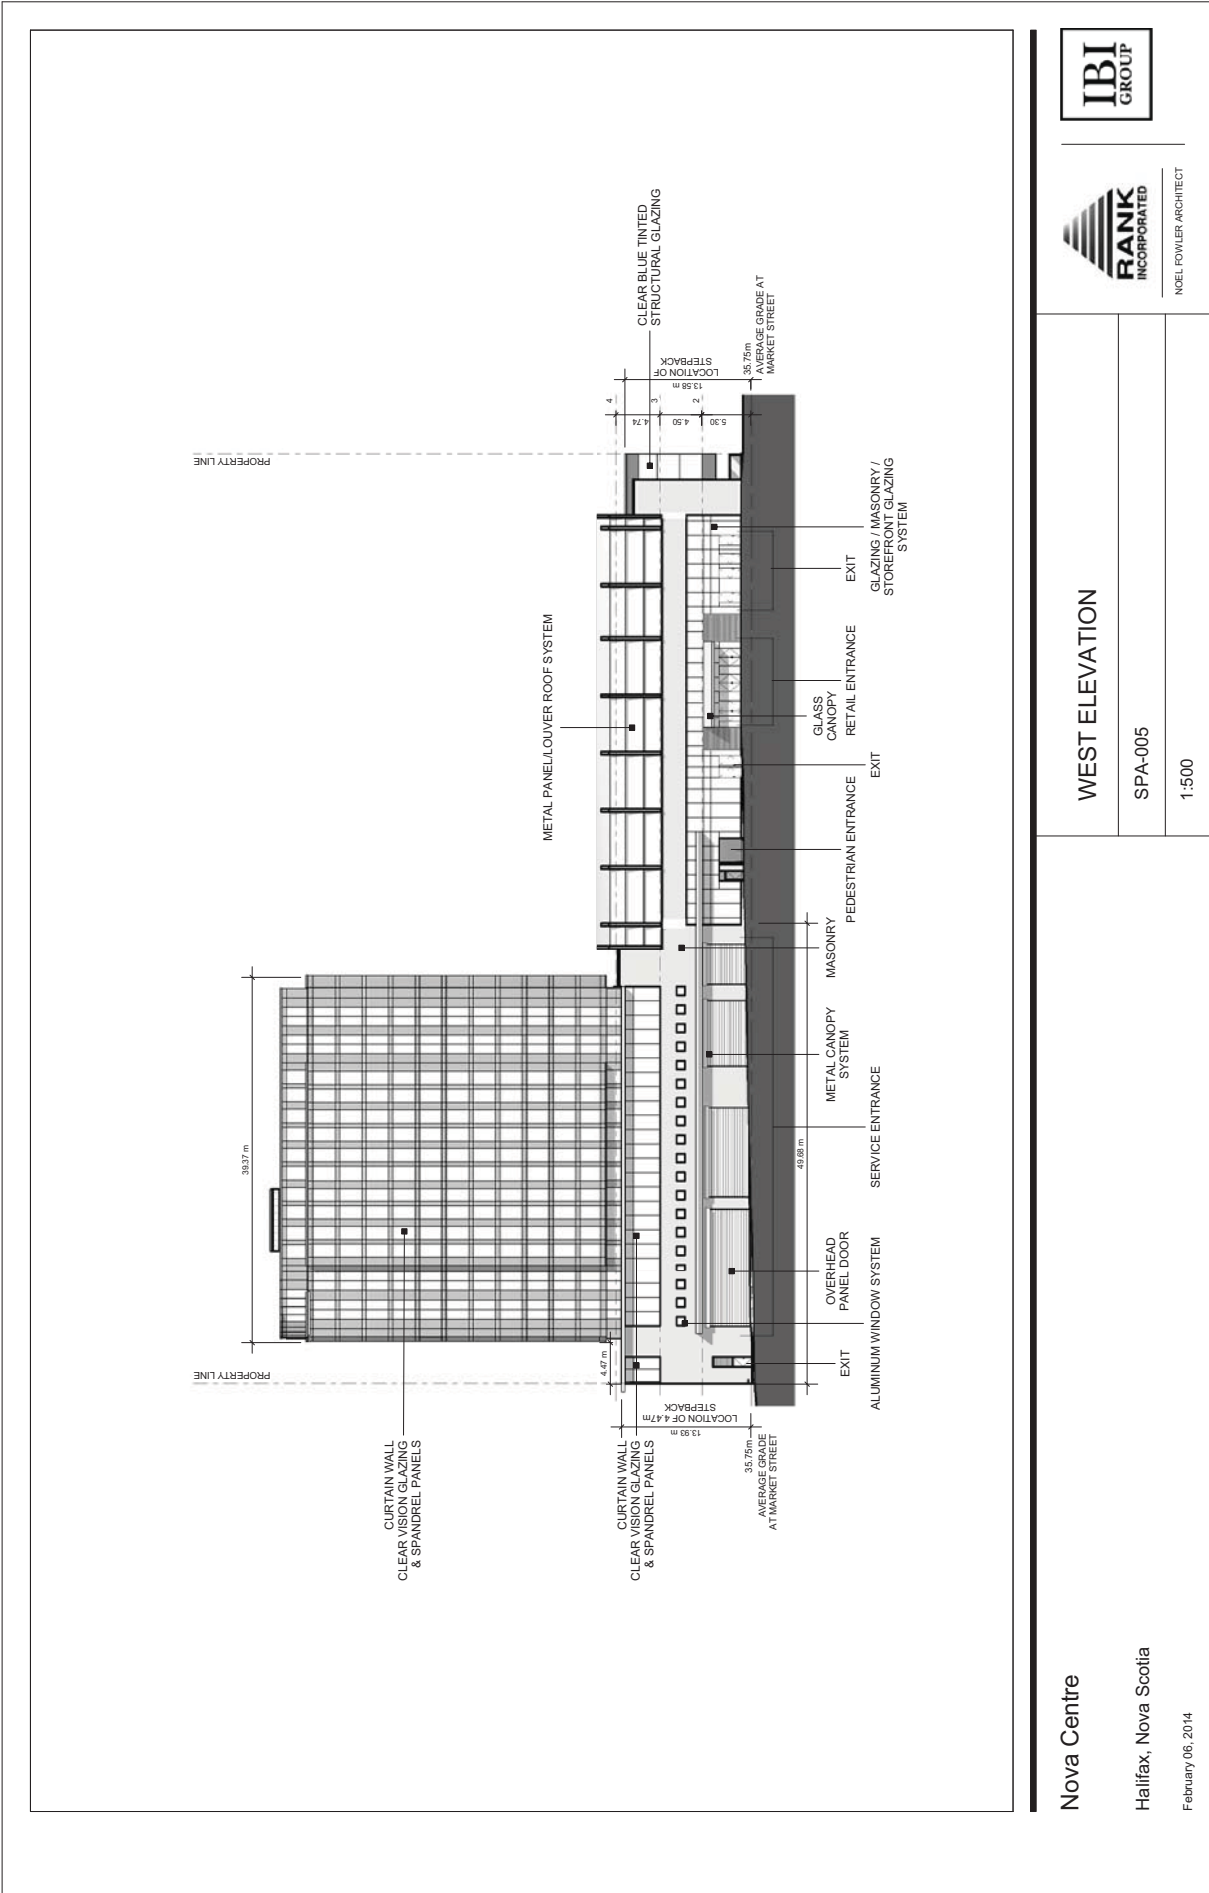 PROPERTY LINE
PROPERTY LINE
39.37 m
CURTAIN WALL
CLEAR VISION GLAZING
& SPANDREL PANELS
METAL PANEL/LOUVER ROOF SYSTEM
CLEAR BLUE TINTED
STRUCTURAL GLAZING
4.47 m
CURTAIN WALL
CLEAR VISION GLAZING
& SPANDREL PANELS
LOCATION OF 4.47m
STEPBACK
13.93 m
35.75m
AVERAGE GRADE
AT MARKET STREET
4
3
2
4.74
4.50
5.30
LOCATION OF
STEPBACK
13.58 m
35.75m
AVERAGE GRADE AT
MARKET STREET
49.68 m
OVERHEAD
PANEL DOOR
METAL CANOPY
SYSTEM
MASONRY
GLASS
CANOPY
EXIT
SERVICE ENTRANCE
PEDESTRIAN ENTRANCE
EXIT
RETAIL ENTRANCE
EXIT
ALUMINUM WINDOW SYSTEM
GLAZING / MASONRY /
STOREFRONT GLAZING
SYSTEM
Nova Centre
Halifax, Nova Scotia
February 06, 2014
WEST ELEVATION
SPA-005
1:500
RANK
INCORPORATED
NOEL FOWLER ARCHITECT
IBI
GROUP